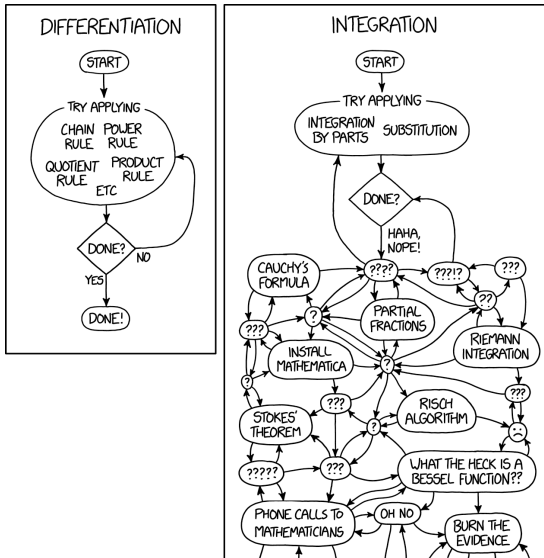 DIFFERENTIATION
START
TRY APPLYING
CHAIN
RULE
POWER
RULE
QUOTIENT
RULE
PRODUCT
RULE
ETC
DONE?
NO
YES
DONE!
INTEGRATION
START
TRY APPLYING
INTEGRATION
BY PARTS
SUBSTITUTION
DONE?
HAHA,
NOPE!
CAUCHY'S
FORMULA
????
???!?
???
??
???
?
PARTIAL
FRACTIONS
RIEMANN
INTEGRATION
INSTALL
MATHEMATICA
?
?
???
STOKES'
THEOREM
???
RISCH
ALGORITHM
?
?????
???
WHAT THE HECK IS A
BESSEL FUNCTION??
PHONE CALLS TO
MATHEMATICIANS
OH NO
BURN THE
EVIDENCE